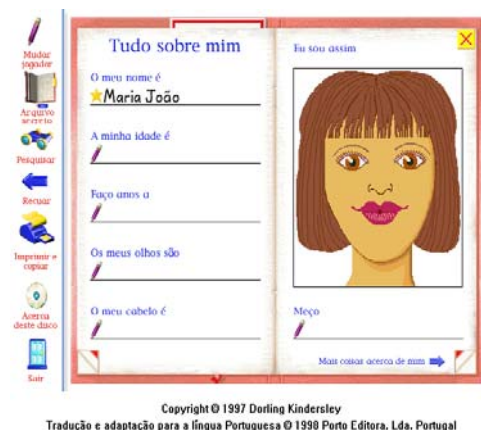 Mudar
jogador
Arquivo
secreto
Pesquisar
Recuar
Imprimir e
copiar
Acerca
deste disco
Sair
Tudo sobre mim
O meu nome é
Maria João
A minha idade é
Faço anos a
Os meus olhos são
O meu cabelo é
Eu sou assim
Meço
Mais coisas acerca de mim
Copyright © 1997 Dorling Kindersley
Tradução e adaptação para a língua Portuguesa © 1998 Porto Editora, Lda. Portugal